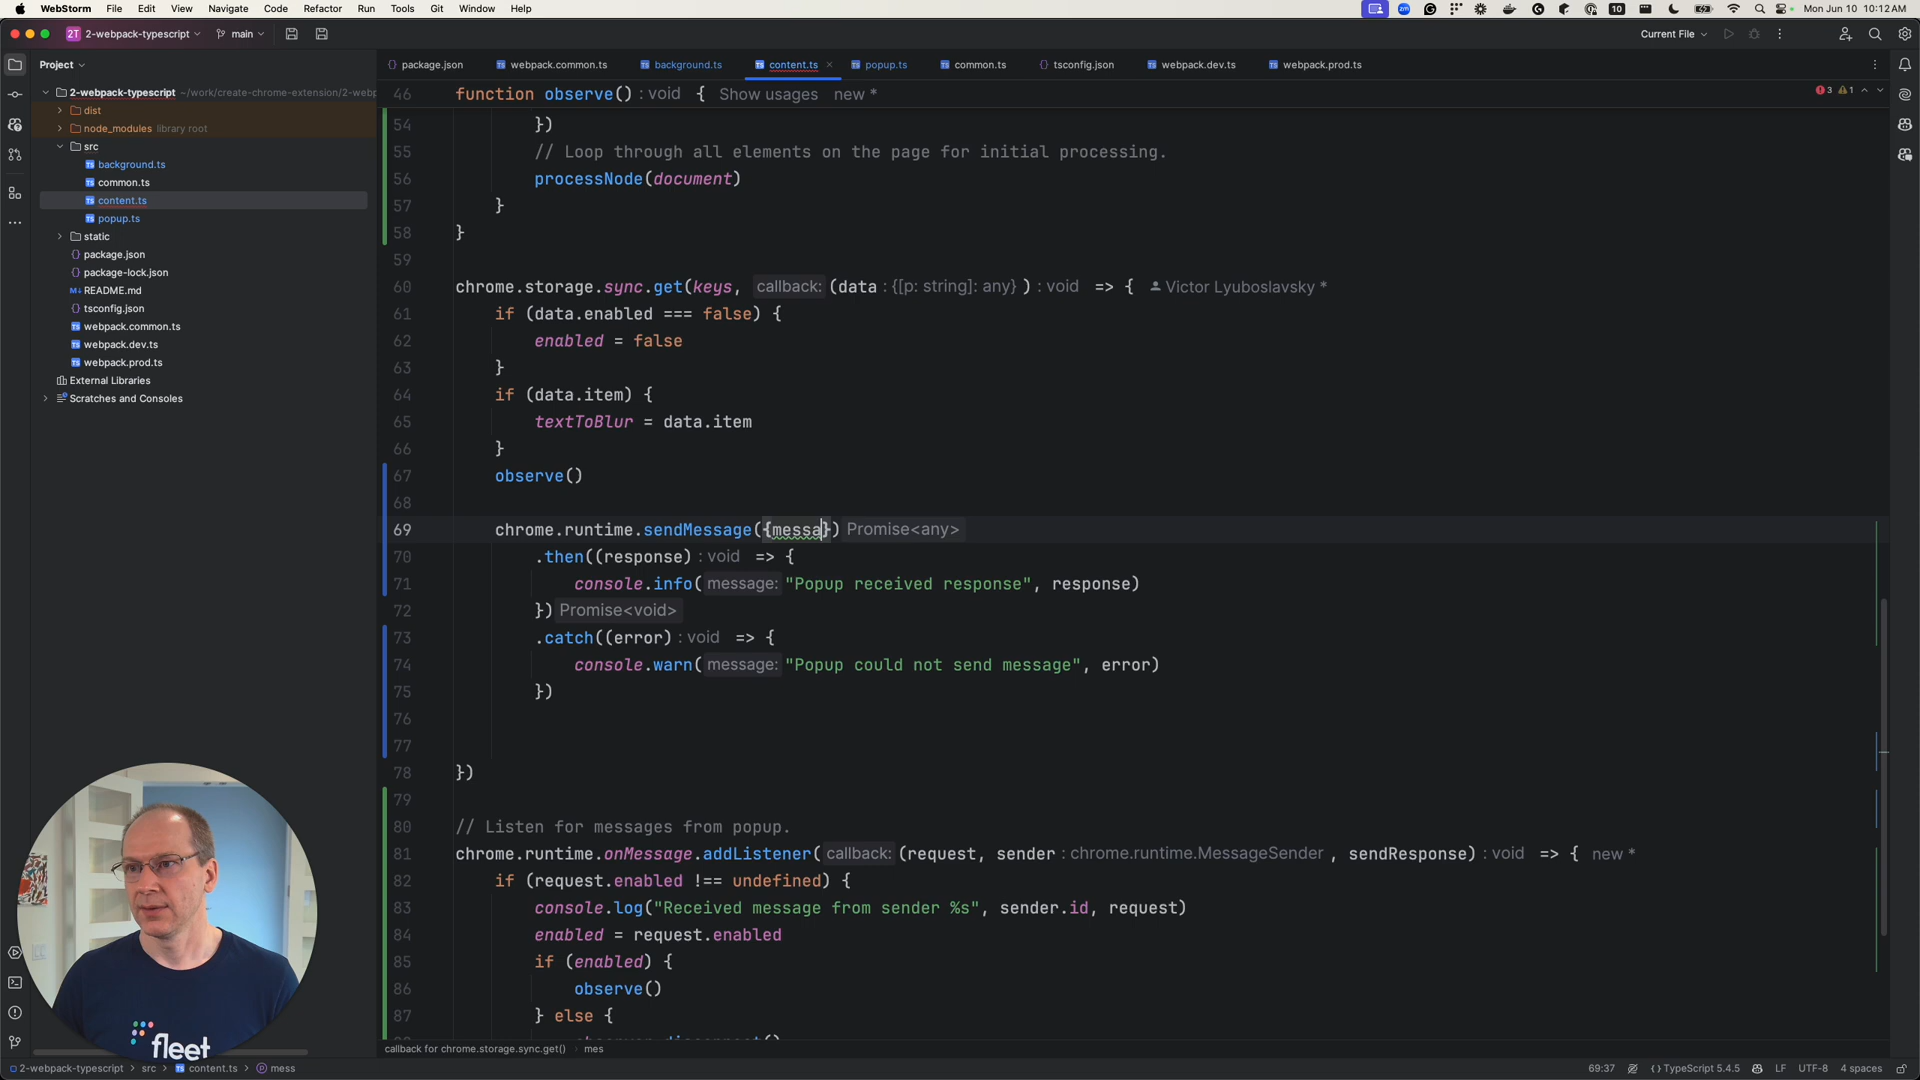 WebStorm File Edit View Navigate Code Refactor Run Tools Git Window Help
10 Mon Jun 10 10:12 AM
2T 2-webpack-typescript main Current File
Project
package.json webpack.common.ts background.ts content.ts popup.ts common.ts tsconfig.json webpack.dev.ts webpack.prod.ts
2-webpack-typescript ~/work/create-chrome-extension/2-webp
dist
node_modules library root
src
background.ts
common.ts
content.ts
popup.ts
static
package.json
package-lock.json
README.md
tsconfig.json
webpack.common.ts
webpack.dev.ts
webpack.prod.ts
External Libraries
Scratches and Consoles
46 function observe() : void { Show usages new *
3 1
54 })
55 // Loop through all elements on the page for initial processing.
56 processNode(document)
57 }
58 }
59
60 chrome.storage.sync.get(keys, callback: (data : {[p: string]: any} ) : void => { Victor Lyuboslavsky *
61 if (data.enabled === false) {
62 enabled = false
63 }
64 if (data.item) {
65 textToBlur = data.item
66 }
67 observe()
68
69 chrome.runtime.sendMessage({messa}) Promise<any>
70 .then((response) : void => {
71 console.info( message: "Popup received response", response)
72 }) Promise<void>
73 .catch((error) : void => {
74 console.warn( message: "Popup could not send message", error)
75 })
76
77
78 })
79
80 // Listen for messages from popup.
81 chrome.runtime.onMessage.addListener( callback: (request, sender : chrome.runtime.MessageSender , sendResponse) : void => { new *
82 if (request.enabled !== undefined) {
83 console.log("Received message from sender %s", sender.id, request)
84 enabled = request.enabled
85 if (enabled) {
86 observe()
87 } else {
fleet
callback for chrome.storage.sync.get() mes
2-webpack-typescript src content.ts mess
69:37 TypeScript 5.4.5 LF UTF-8 4 spaces